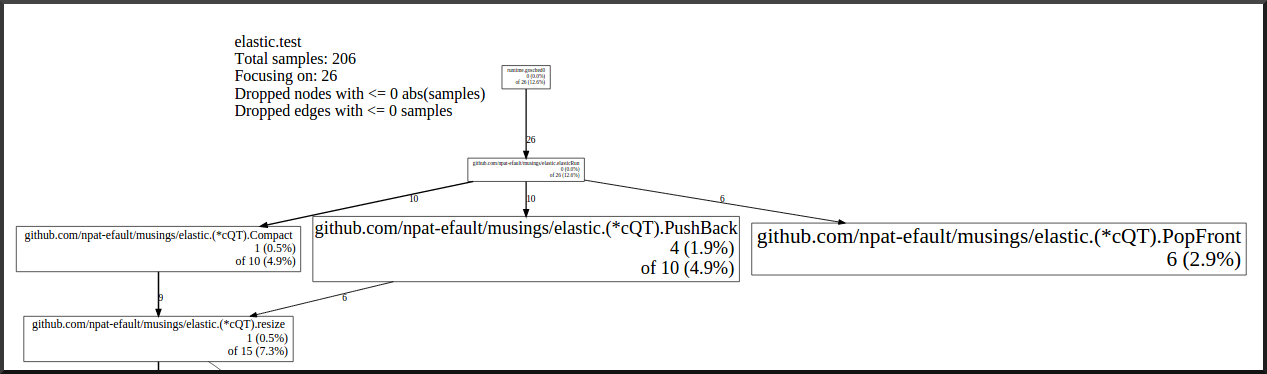 elastic.test
Total samples: 206
Focusing on: 26
Dropped nodes with <= 0 abs(samples)
Dropped edges with <= 0 samples
runtime.gosched0
0 (0.0%)
of 26 (12.6%)
26
github.com/npat-efault/musings/elastic.elasticRun
0 (0.0%)
of 26 (12.6%)
10
10
6
github.com/npat-efault/musings/elastic.(*cQT).Compact
1 (0.5%)
of 10 (4.9%)
github.com/npat-efault/musings/elastic.(*cQT).PushBack
4 (1.9%)
of 10 (4.9%)
github.com/npat-efault/musings/elastic.(*cQT).PopFront
6 (2.9%)
9
6
github.com/npat-efault/musings/elastic.(*cQT).resize
1 (0.5%)
of 15 (7.3%)